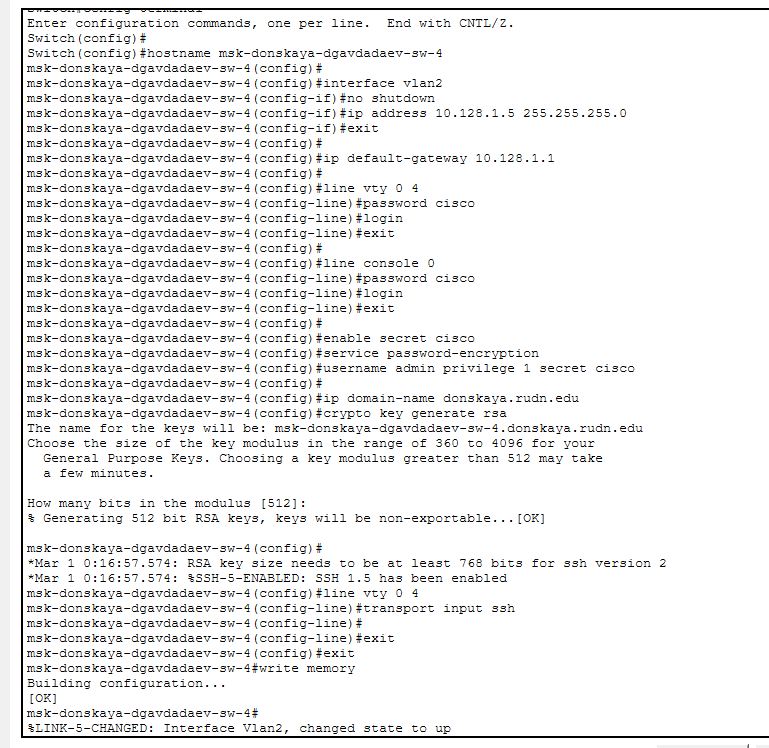 Enter configuration commands, one per line.  End with CNTL/Z.
Switch(config)#
Switch(config)#hostname msk-donskaya-dgavdadaev-sw-4
msk-donskaya-dgavdadaev-sw-4(config)#
msk-donskaya-dgavdadaev-sw-4(config)#interface vlan2
msk-donskaya-dgavdadaev-sw-4(config-if)#no shutdown
msk-donskaya-dgavdadaev-sw-4(config-if)#ip address 10.128.1.5 255.255.255.0
msk-donskaya-dgavdadaev-sw-4(config-if)#exit
msk-donskaya-dgavdadaev-sw-4(config)#
msk-donskaya-dgavdadaev-sw-4(config)#ip default-gateway 10.128.1.1
msk-donskaya-dgavdadaev-sw-4(config)#
msk-donskaya-dgavdadaev-sw-4(config)#line vty 0 4
msk-donskaya-dgavdadaev-sw-4(config-line)#password cisco
msk-donskaya-dgavdadaev-sw-4(config-line)#login
msk-donskaya-dgavdadaev-sw-4(config-line)#exit
msk-donskaya-dgavdadaev-sw-4(config)#
msk-donskaya-dgavdadaev-sw-4(config)#line console 0
msk-donskaya-dgavdadaev-sw-4(config-line)#password cisco
msk-donskaya-dgavdadaev-sw-4(config-line)#login
msk-donskaya-dgavdadaev-sw-4(config-line)#exit
msk-donskaya-dgavdadaev-sw-4(config)#
msk-donskaya-dgavdadaev-sw-4(config)#enable secret cisco
msk-donskaya-dgavdadaev-sw-4(config)#service password-encryption
msk-donskaya-dgavdadaev-sw-4(config)#username admin privilege 1 secret cisco
msk-donskaya-dgavdadaev-sw-4(config)#
msk-donskaya-dgavdadaev-sw-4(config)#ip domain-name donskaya.rudn.edu
msk-donskaya-dgavdadaev-sw-4(config)#crypto key generate rsa
The name for the keys will be: msk-donskaya-dgavdadaev-sw-4.donskaya.rudn.edu
Choose the size of the key modulus in the range of 360 to 4096 for your
  General Purpose Keys. Choosing a key modulus greater than 512 may take
  a few minutes.

How many bits in the modulus [512]:
% Generating 512 bit RSA keys, keys will be non-exportable...[OK]

msk-donskaya-dgavdadaev-sw-4(config)#
*Mar 1 0:16:57.574: RSA key size needs to be at least 768 bits for ssh version 2
*Mar 1 0:16:57.574: %SSH-5-ENABLED: SSH 1.5 has been enabled
msk-donskaya-dgavdadaev-sw-4(config)#line vty 0 4
msk-donskaya-dgavdadaev-sw-4(config-line)#transport input ssh
msk-donskaya-dgavdadaev-sw-4(config-line)#
msk-donskaya-dgavdadaev-sw-4(config-line)#exit
msk-donskaya-dgavdadaev-sw-4(config)#exit
msk-donskaya-dgavdadaev-sw-4#write memory
Building configuration...
[OK]
msk-donskaya-dgavdadaev-sw-4#
%LINK-5-CHANGED: Interface Vlan2, changed state to up